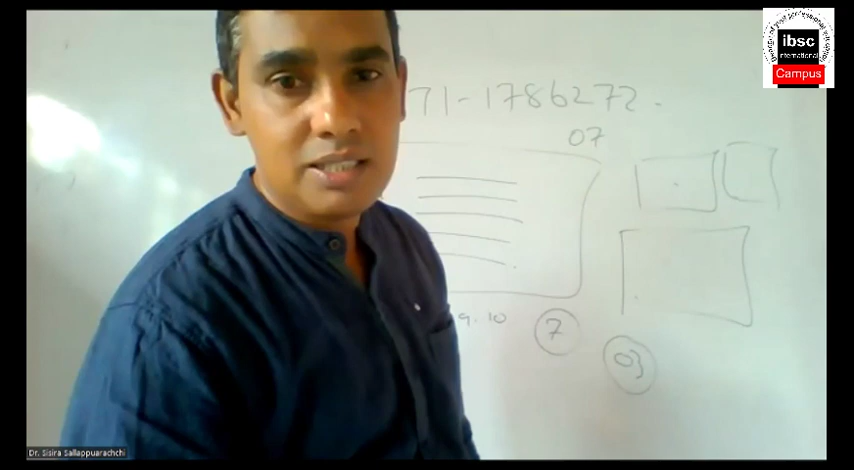 ibsc
international
Campus
71-1786272.
07
9. 10
7
03
Dr. Sisira Sallappuarachchi